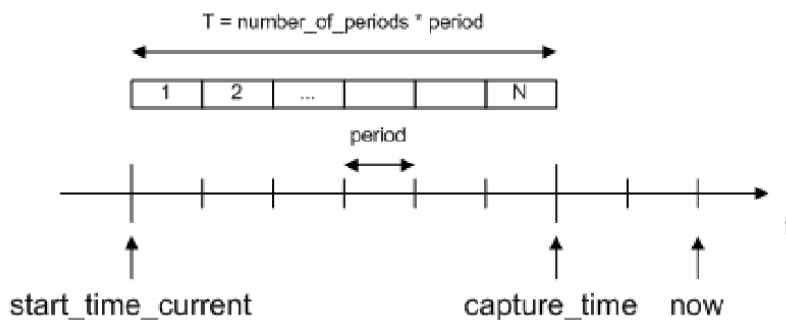 T = number_of_periods * period
1 2 ... N
period
start_time_current capture_time now